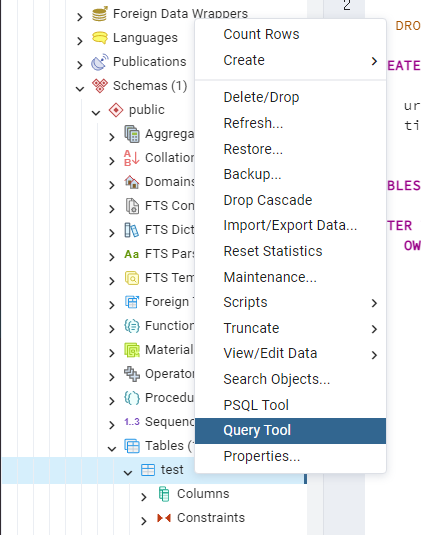 Foreign Data Wrappers
Languages
Publications
Schemas (1)
public
Aggrega
Collation
Domains
FTS Con
FTS Dict
FTS Pars
FTS Tem
Foreign T
Function
Material
Operator
Procedu
1..3 Sequenc
Tables (1
test
Columns
Constraints
Count Rows
Create
Delete/Drop
Refresh...
Restore...
Backup...
Drop Cascade
Import/Export Data...
Reset Statistics
Maintenance...
Scripts
Truncate
View/Edit Data
Search Objects...
PSQL Tool
Query Tool
Properties...
2
DRO
EATE
ur
ti
BLES
TER
OW